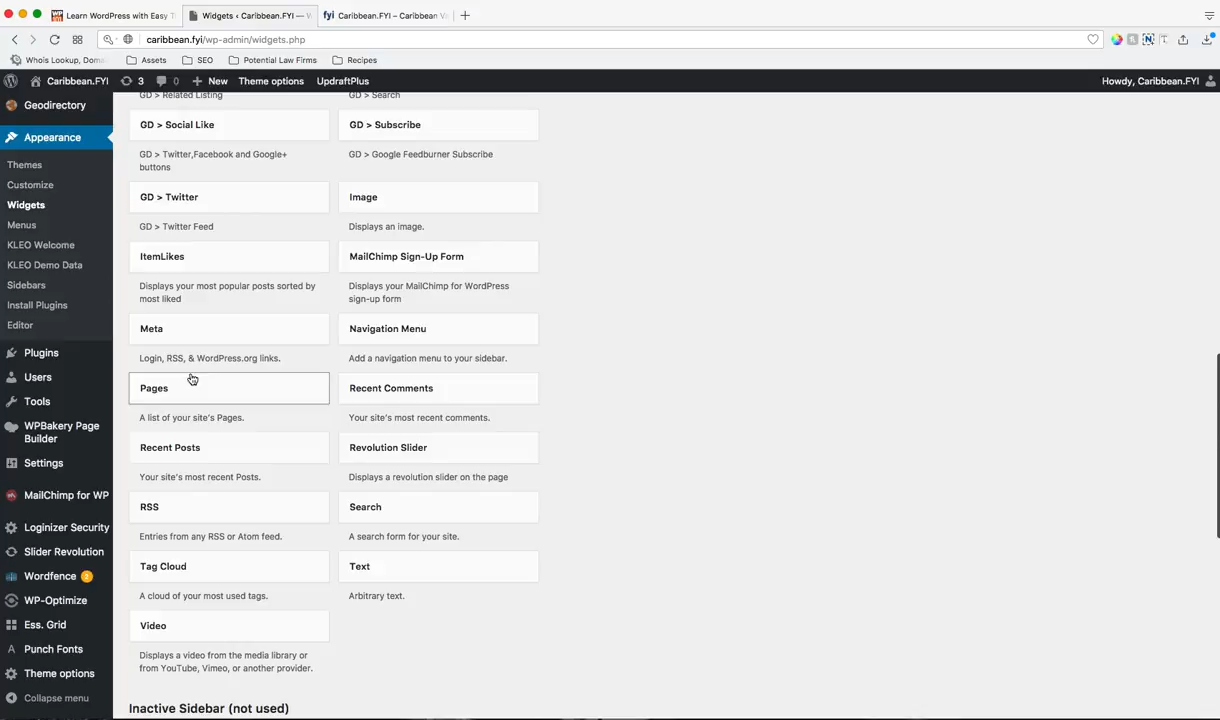 Learn WordPress with Easy T
Widgets ‹ Caribbean.FYI — W
fyi Caribbean.FYI – Caribbean Va
caribbean.fyi/wp-admin/widgets.php
Whois Lookup, Doma
Assets
SEO
Potential Law Firms
Recipes
Caribbean.FYI
3
0
New
Theme options
UpdraftPlus
Howdy, Caribbean.FYI
Geodirectory
Appearance
Themes
Customize
Widgets
Menus
KLEO Welcome
KLEO Demo Data
Sidebars
Install Plugins
Editor
Plugins
Users
Tools
WPBakery Page
Builder
Settings
MailChimp for WP
Loginizer Security
Slider Revolution
Wordfence 3
WP-Optimize
Ess. Grid
Punch Fonts
Theme options
Collapse menu
GD > Related Listing
GD > Search
GD > Social Like
GD > Subscribe
GD > Twitter,Facebook and Google+
buttons
GD > Google Feedburner Subscribe
GD > Twitter
Image
GD > Twitter Feed
Displays an image.
ItemLikes
MailChimp Sign-Up Form
Displays your most popular posts sorted by
most liked
Displays your MailChimp for WordPress
sign-up form
Meta
Navigation Menu
Login, RSS, & WordPress.org links.
Add a navigation menu to your sidebar.
Pages
Recent Comments
A list of your site's Pages.
Your site's most recent comments.
Recent Posts
Revolution Slider
Your site's most recent Posts.
Displays a revolution slider on the page
RSS
Search
Entries from any RSS or Atom feed.
A search form for your site.
Tag Cloud
Text
A cloud of your most used tags.
Arbitrary text.
Video
Displays a video from the media library or
from YouTube, Vimeo, or another provider.
Inactive Sidebar (not used)